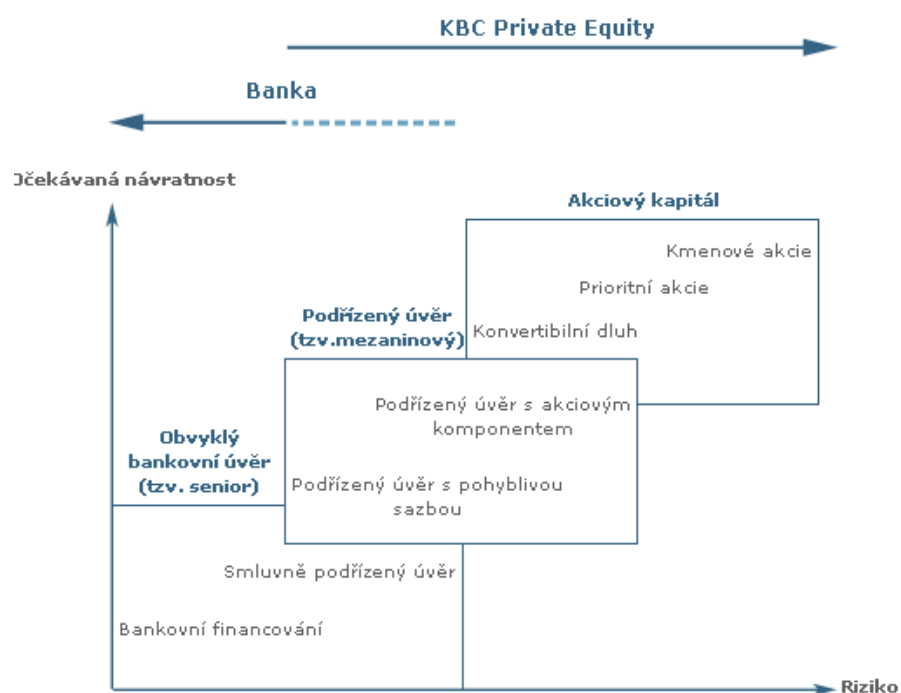 KBC Private Equity
Banka
Očekávaná návratnost
Akciový kapitál
Kmenové akcie
Prioritní akcie
Podřízený úvěr
(tzv.mezaninový)
Konvertibilní dluh
Podřízený úvěr s akciovým
komponentem
Obvyklý
bankovní úvěr
(tzv. senior)
Podřízený úvěr s pohyblivou
sazbou
Smluvně podřízený úvěr
Bankovní financování
Riziko